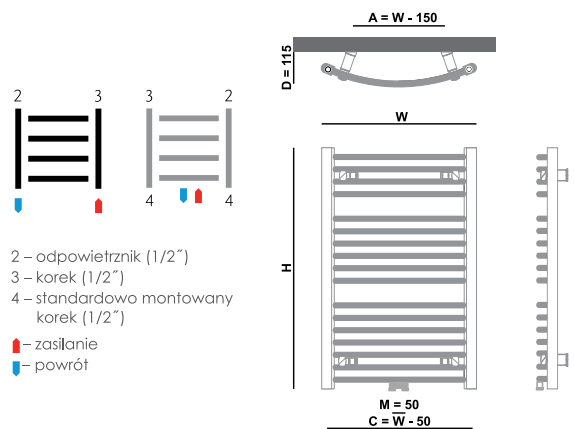 A = W - 150
D = 115
2 3 3 2
W
4 4
H
2 – odpowietrznik (1/2˝)
3 – korek (1/2˝)
4 – standardowo montowany
korek (1/2˝)
– zasilanie
– powrót
M = 50
C = W - 50